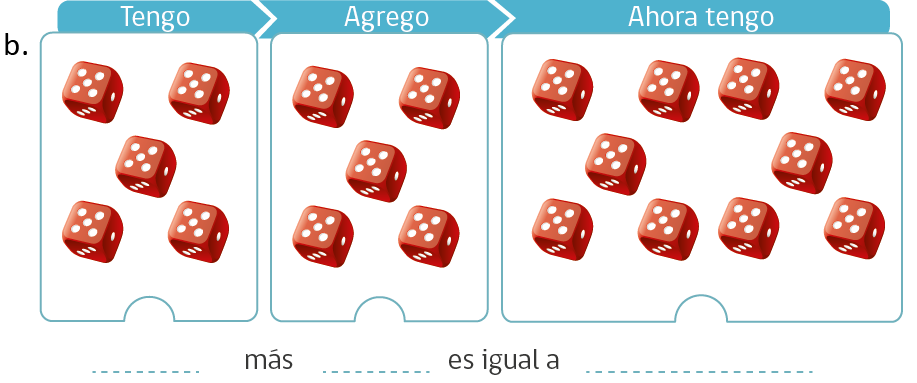 Tengo Agrego Ahora tengo
b.
más es igual a